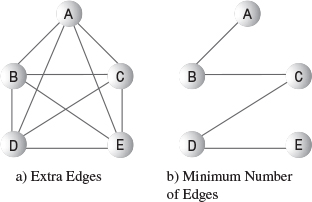 A
B
C
D
E
a) Extra Edges
A
B
C
D
E
b) Minimum Number
of Edges